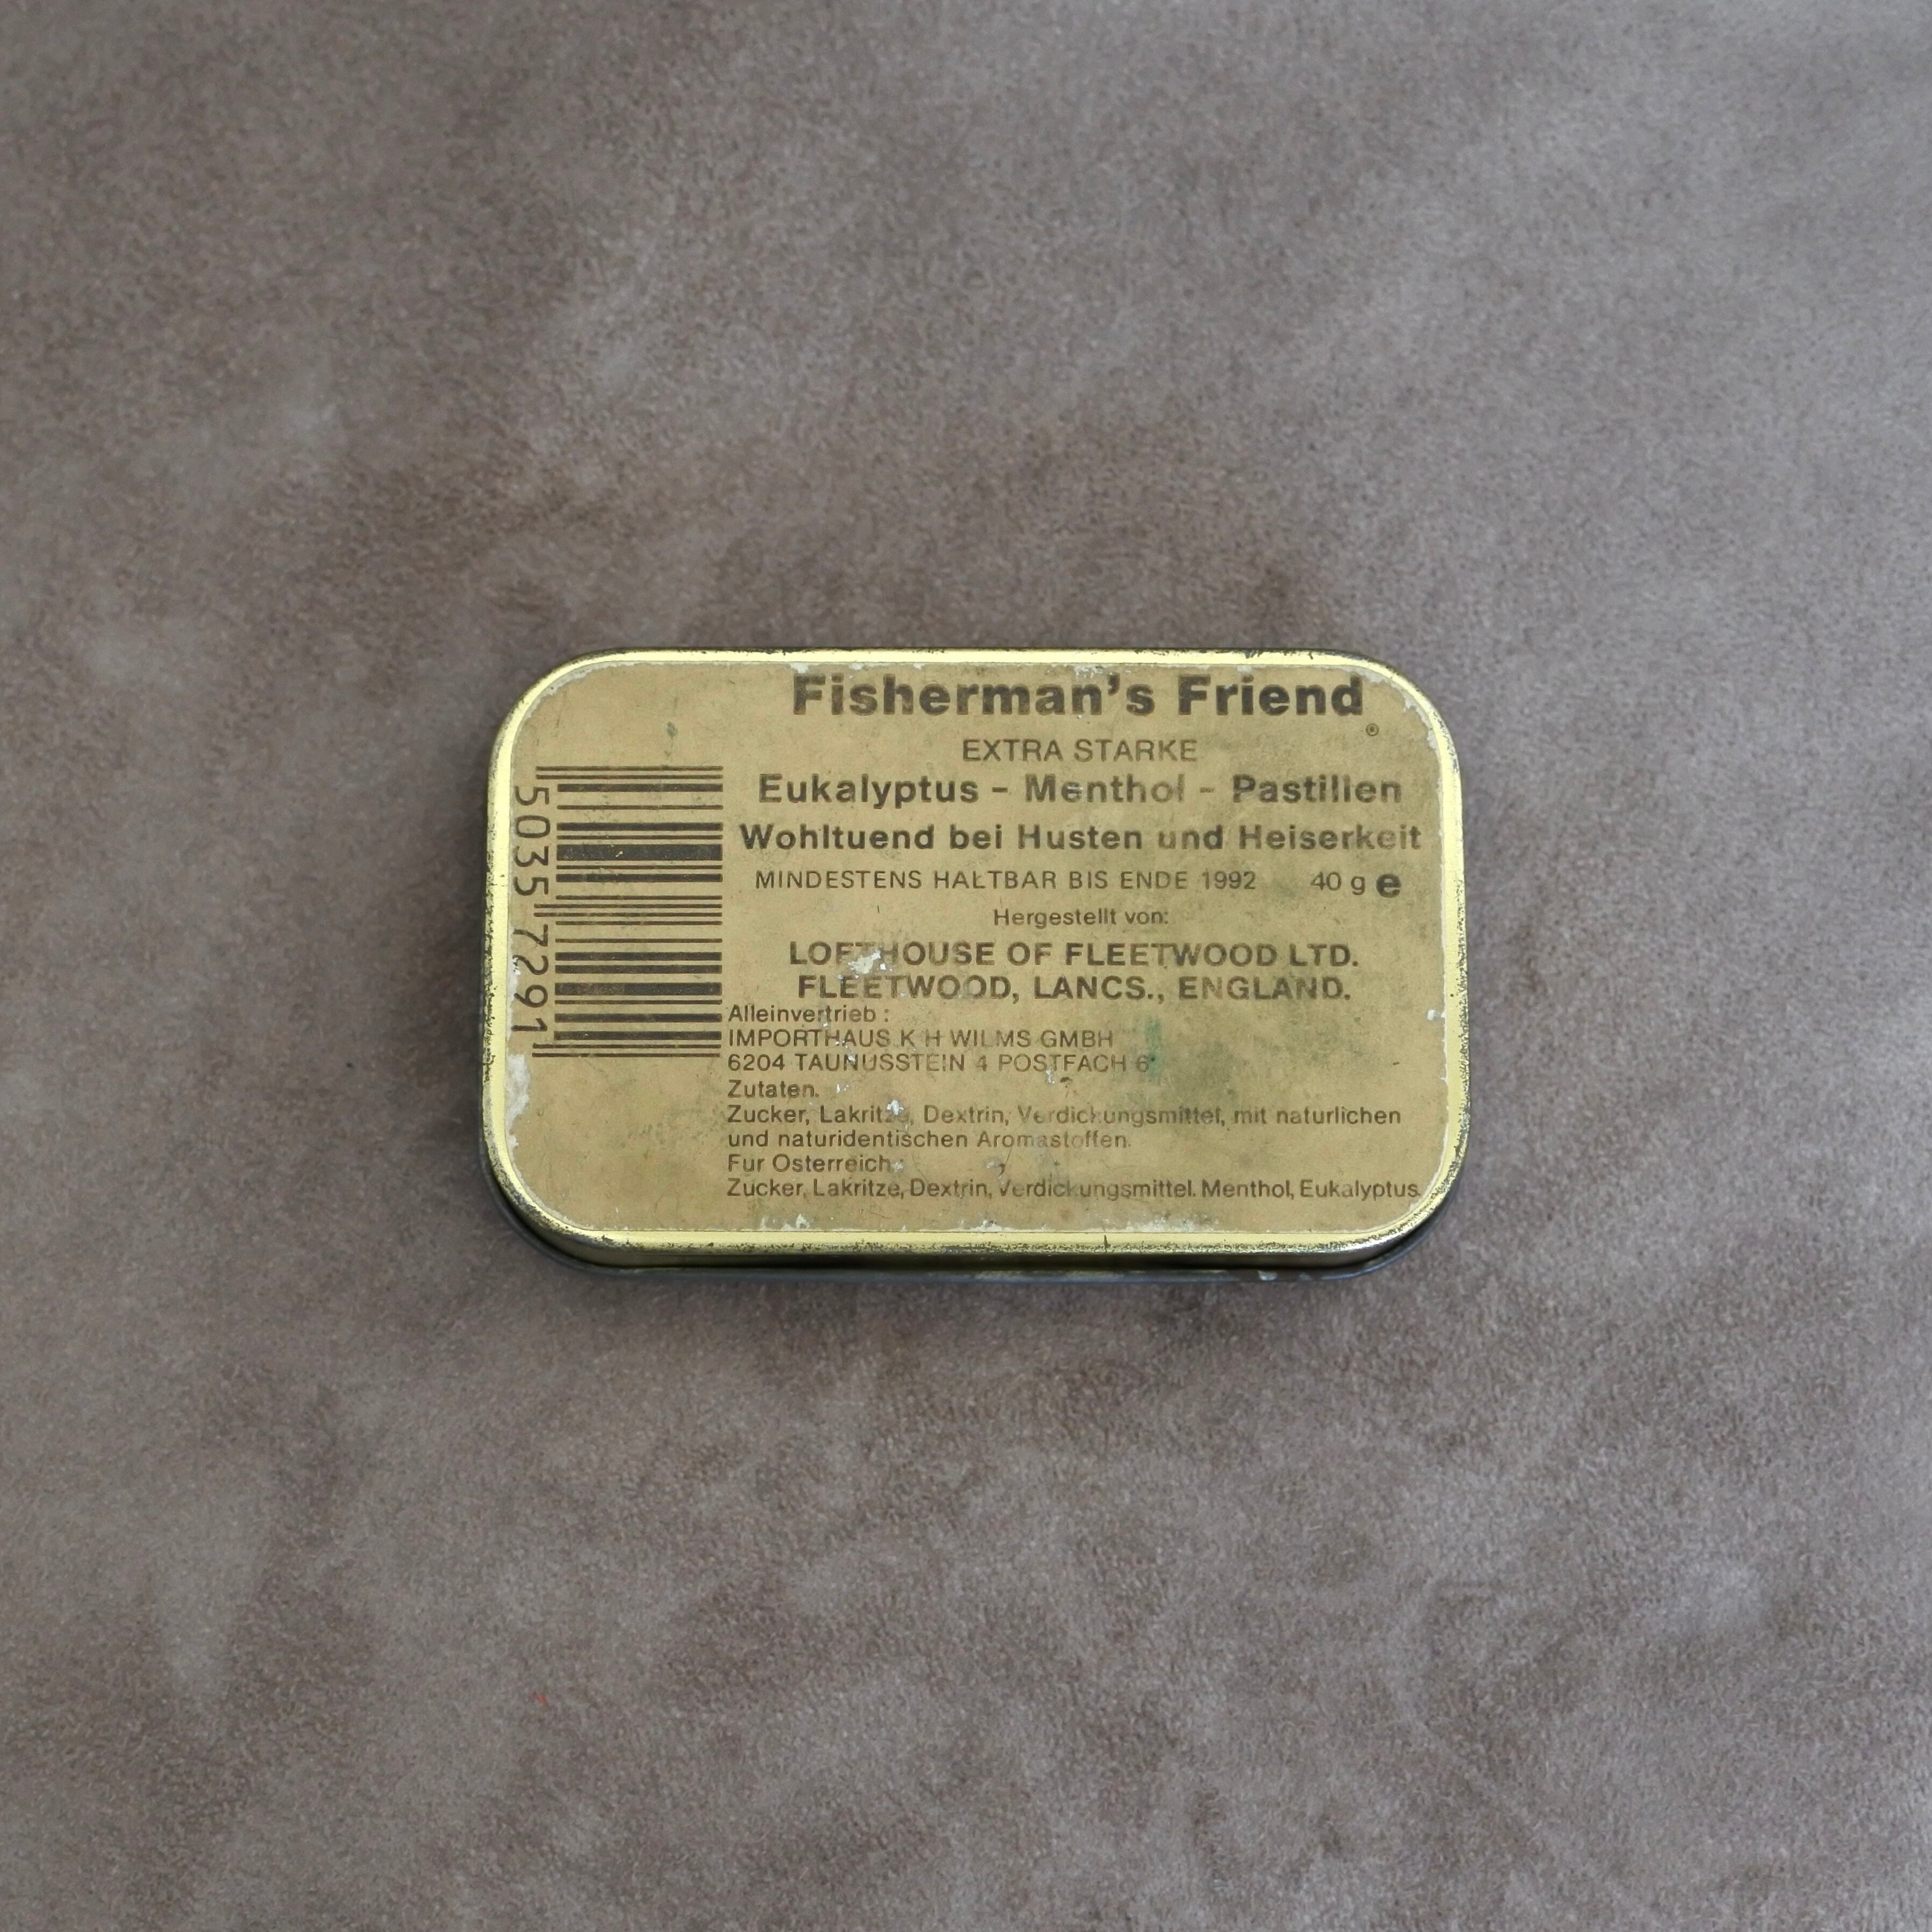 Fisherman's Friend
®
EXTRA STARKE
Eukalyptus - Menthol - Pastillen
Wohltuend bei Husten und Heiserkeit
MINDESTENS HALTBAR BIS ENDE 1992 40 g e
Hergestellt von:
LOFTHOUSE OF FLEETWOOD LTD.
FLEETWOOD, LANCS., ENGLAND.
Alleinvertrieb :
IMPORTHAUS K H WILMS GMBH
6204 TAUNUSSTEIN 4 POSTFACH 6
Zutaten.
Zucker, Lakritze, Dextrin, Verdickungsmittel, mit naturlichen
und naturidentischen Aromastoffen.
Fur Osterreich:
Zucker, Lakritze, Dextrin, Verdickungsmittel. Menthol, Eukalyptus.
5035 7291